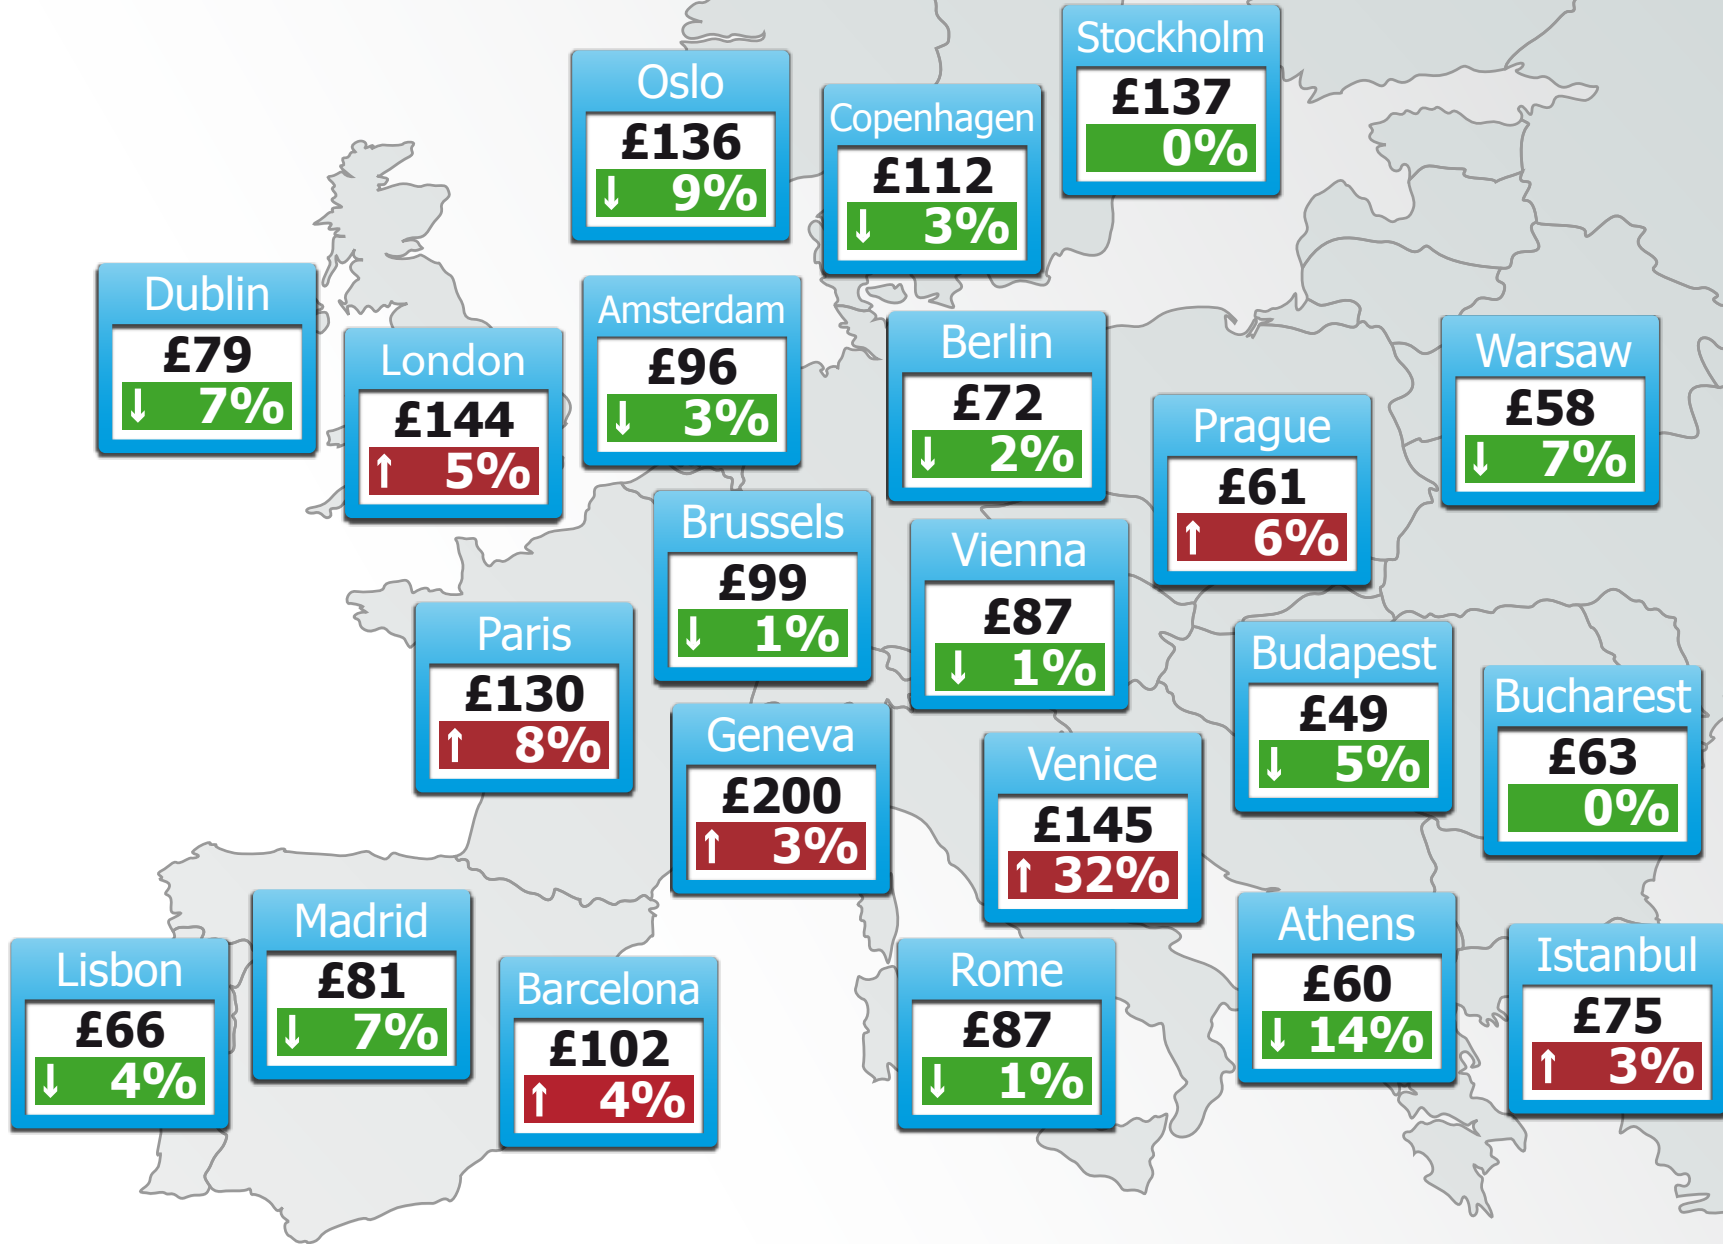 Stockholm
£137
0%
Oslo
£136
↓ 9%
Copenhagen
£112
↓ 3%
Dublin
£79
↓ 7%
London
£144
↑ 5%
Amsterdam
£96
↓ 3%
Berlin
£72
↓ 2%
Warsaw
£58
↓ 7%
Prague
£61
↑ 6%
Brussels
£99
↓ 1%
Vienna
£87
↓ 1%
Paris
£130
↑ 8%
Budapest
£49
↓ 5%
Bucharest
£63
0%
Geneva
£200
↑ 3%
Venice
£145
↑ 32%
Madrid
£81
↓ 7%
Lisbon
£66
↓ 4%
Barcelona
£102
↑ 4%
Rome
£87
↓ 1%
Athens
£60
↓ 14%
Istanbul
£75
↑ 3%